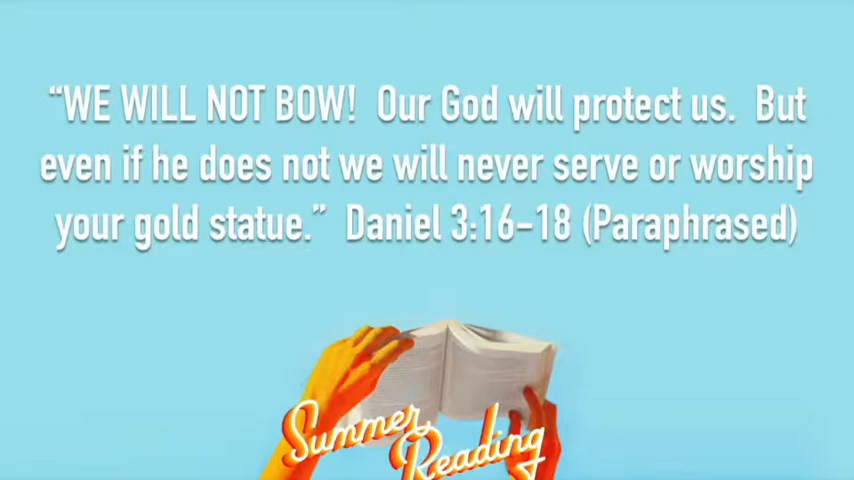 “WE WILL NOT BOW!  Our God will protect us.  But
even if he does not we will never serve or worship
your gold statue.”  Daniel 3:16–18 (Paraphrased)
Summer
Reading